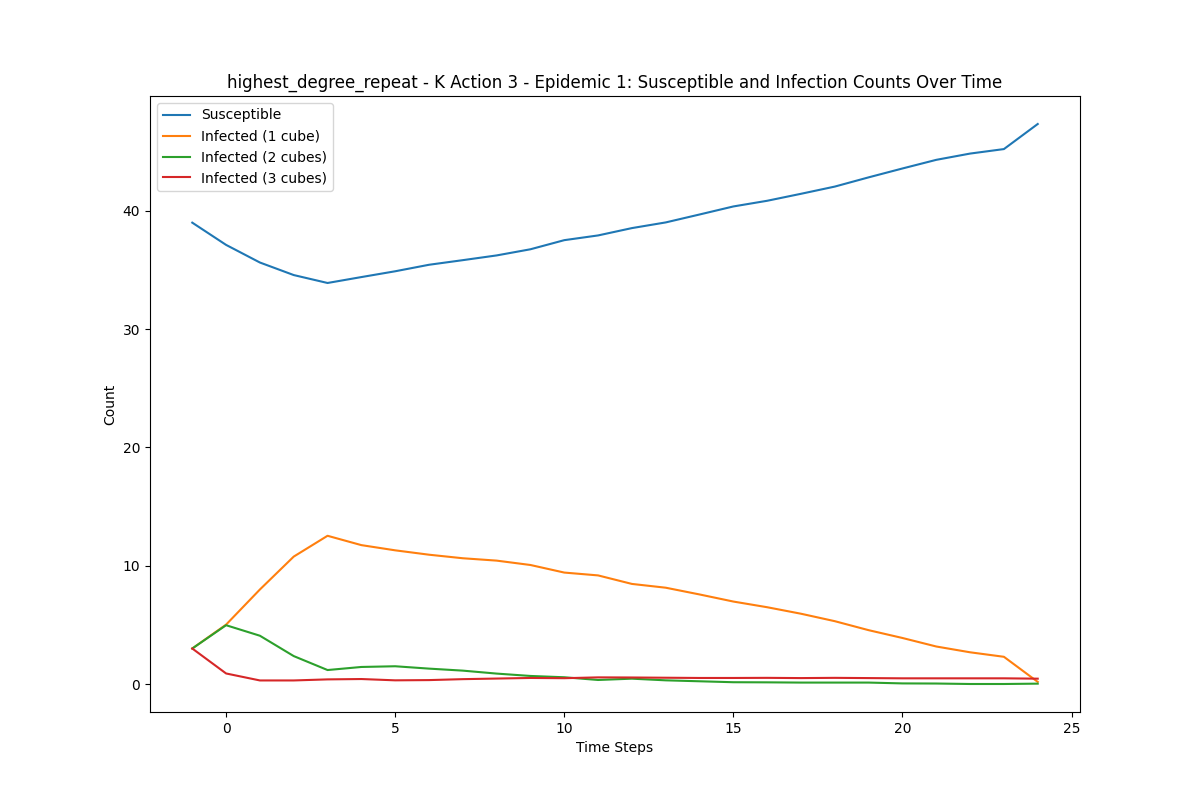 highest_degree_repeat - K Action 3 - Epidemic 1: Susceptible and Infection Counts Over Time
Susceptible
Infected (1 cube)
Infected (2 cubes)
Infected (3 cubes)
40
30
20
10
0
Count
0 5 10 15 20 25
Time Steps